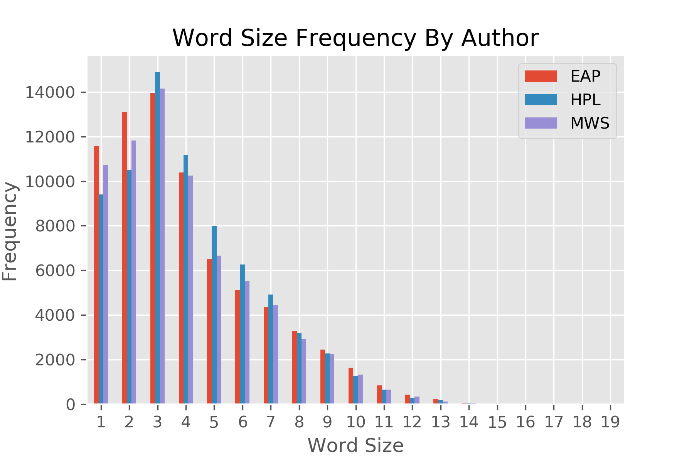 Word Size Frequency By Author
EAP
HPL
MWS
14000
12000
10000
8000
6000
4000
2000
0
Frequency
1 2 3 4 5 6 7 8 9 10 11 12 13 14 15 16 17 18 19
Word Size